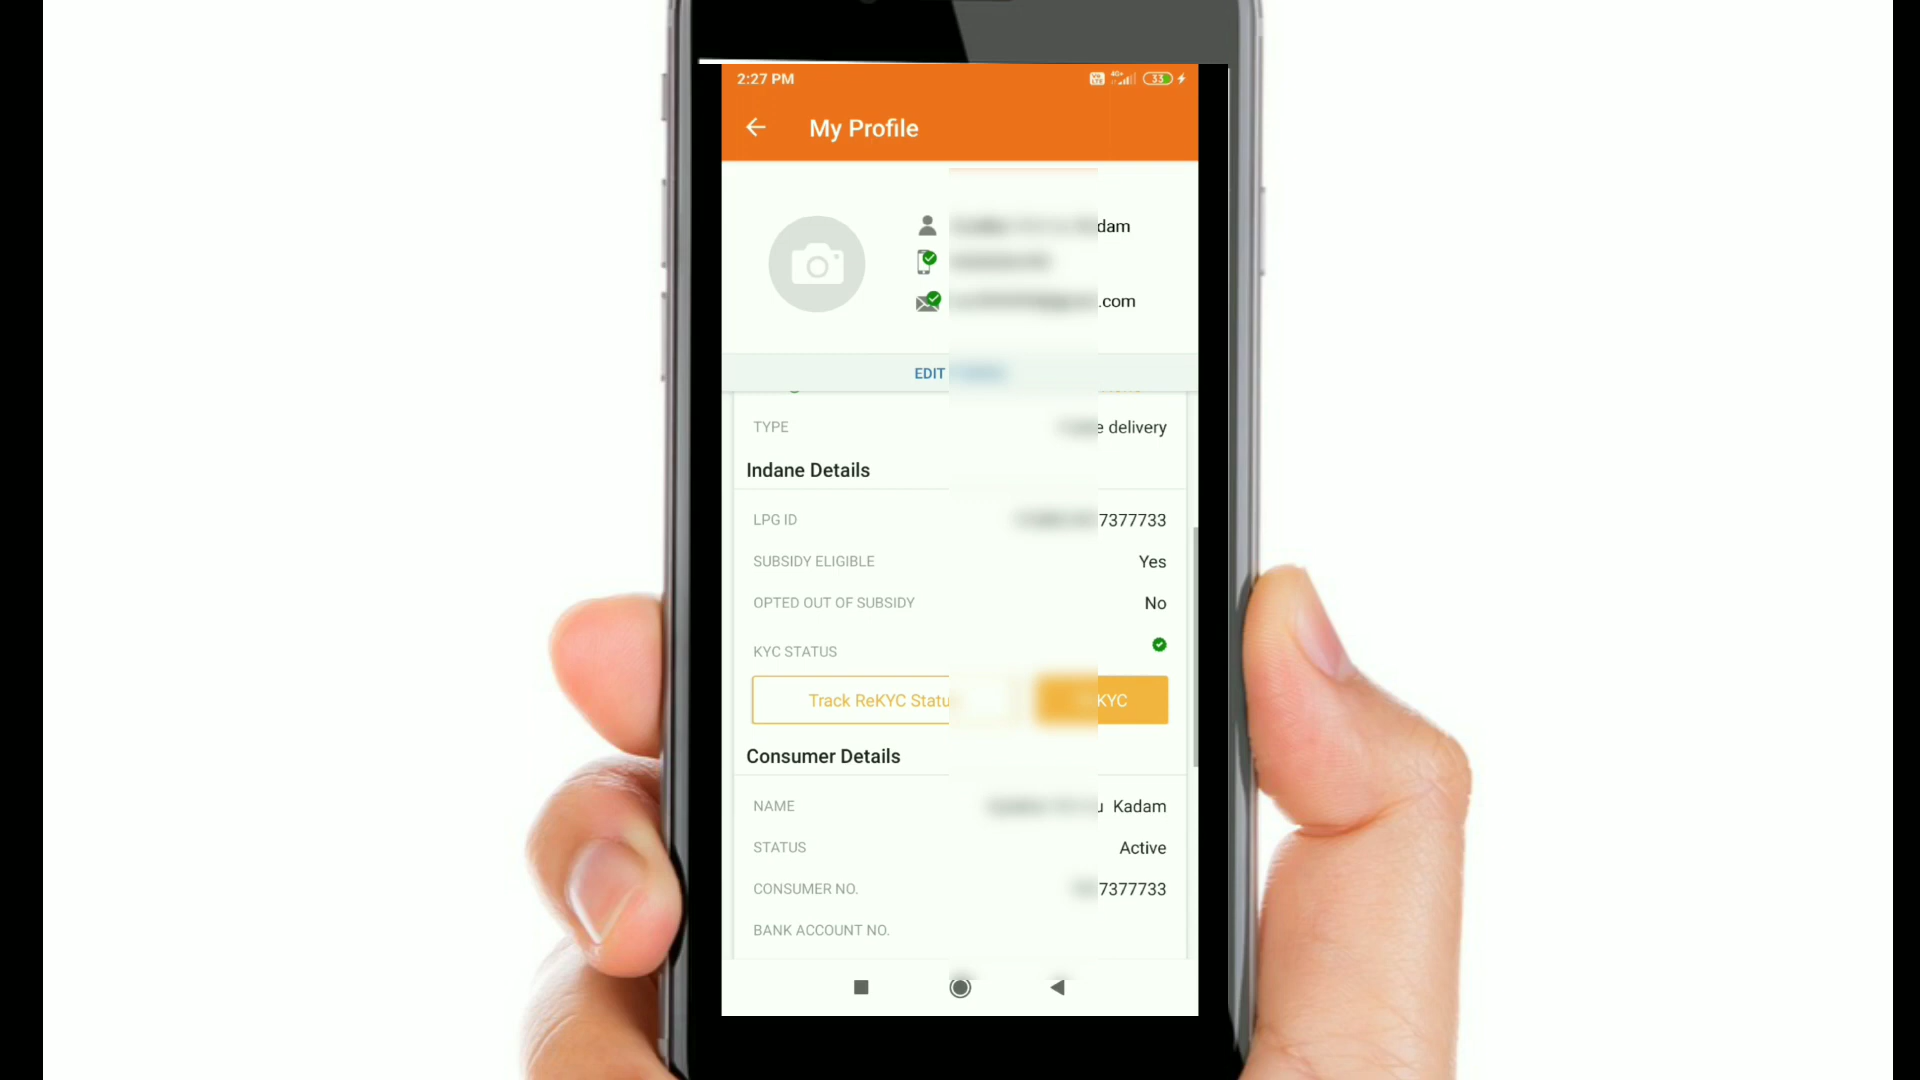 2:27 PM 4G+ 33
My Profile
dam
.com
EDIT
TYPE e delivery
Indane Details
LPG ID 7377733
SUBSIDY ELIGIBLE Yes
OPTED OUT OF SUBSIDY No
KYC STATUS
Track ReKYC Statu KYC
Consumer Details
NAME u Kadam
STATUS Active
CONSUMER NO. 7377733
BANK ACCOUNT NO.